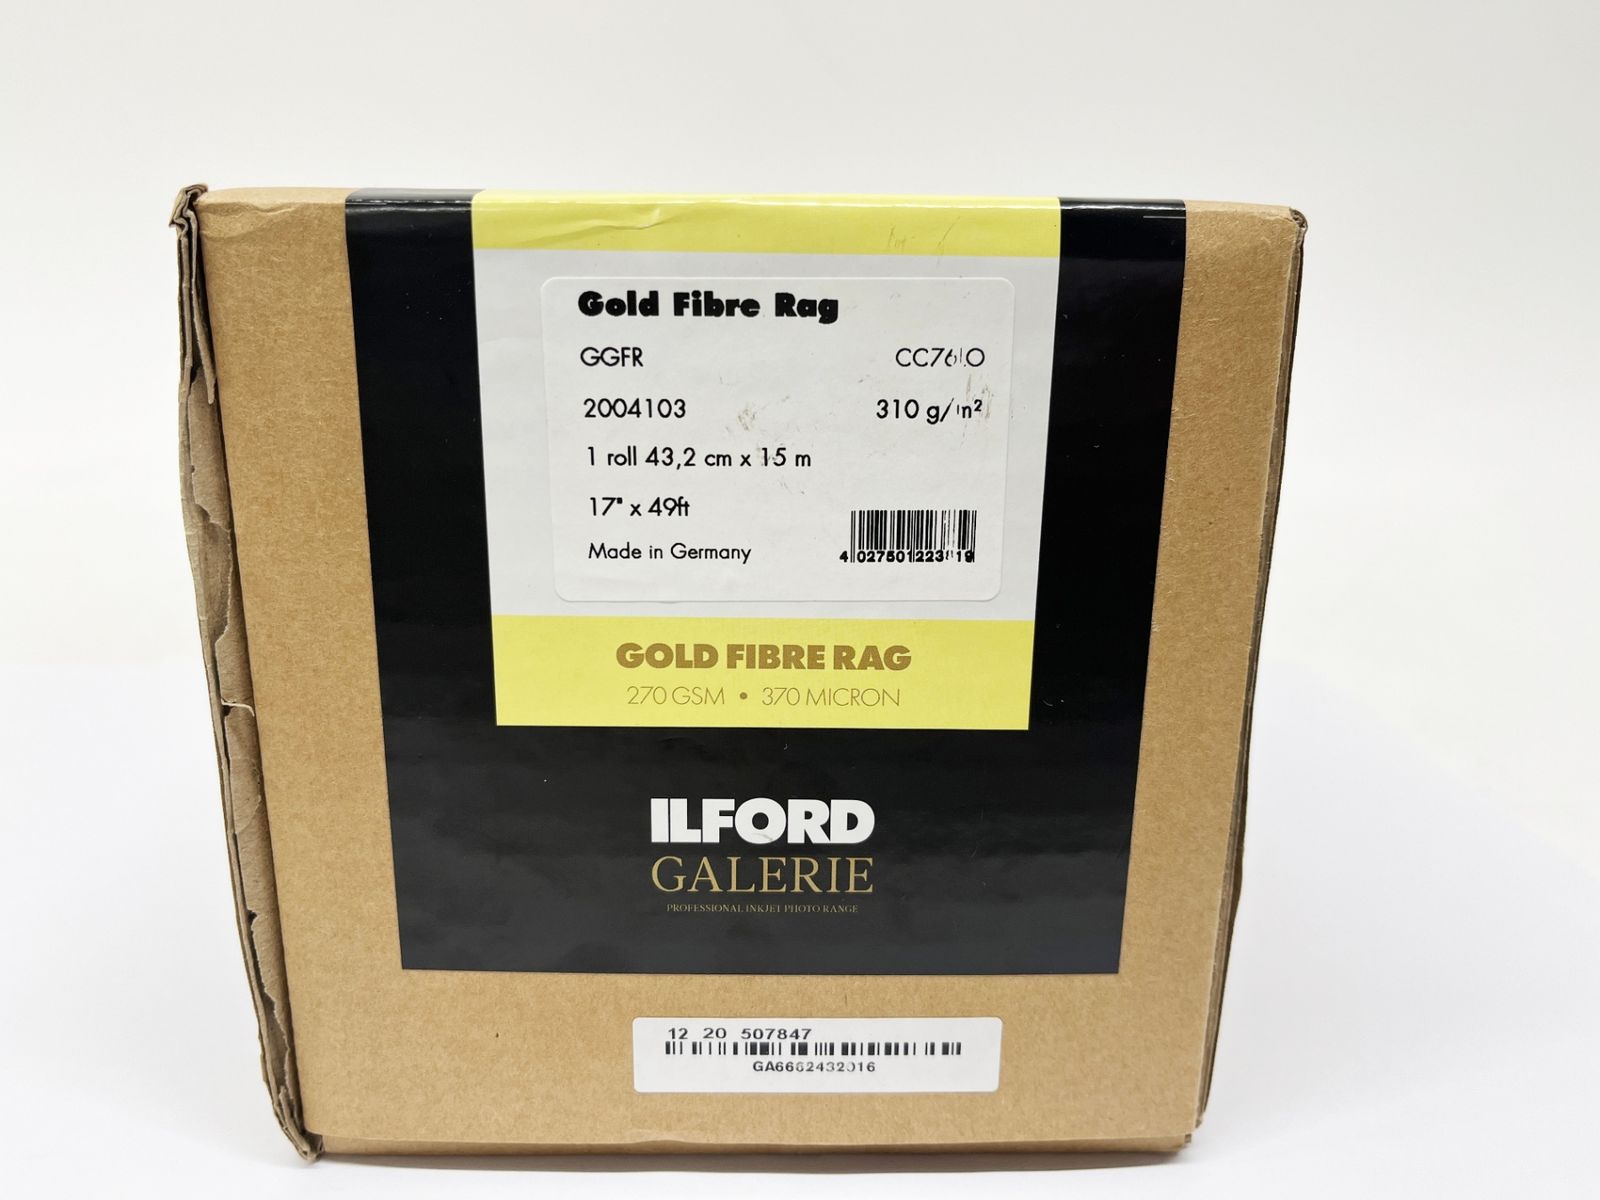 Gold Fibre Rag
GGFR
2004103 310 g/m²
1 roll 43,2 cm x 15 m
17" x 49ft
Made in Germany
GOLD FIBRE RAG
270 GSM • 370 MICRON
ILFORD
GALERIE
PROFESSIONAL INKJET PHOTO RANGE
12 20 507847